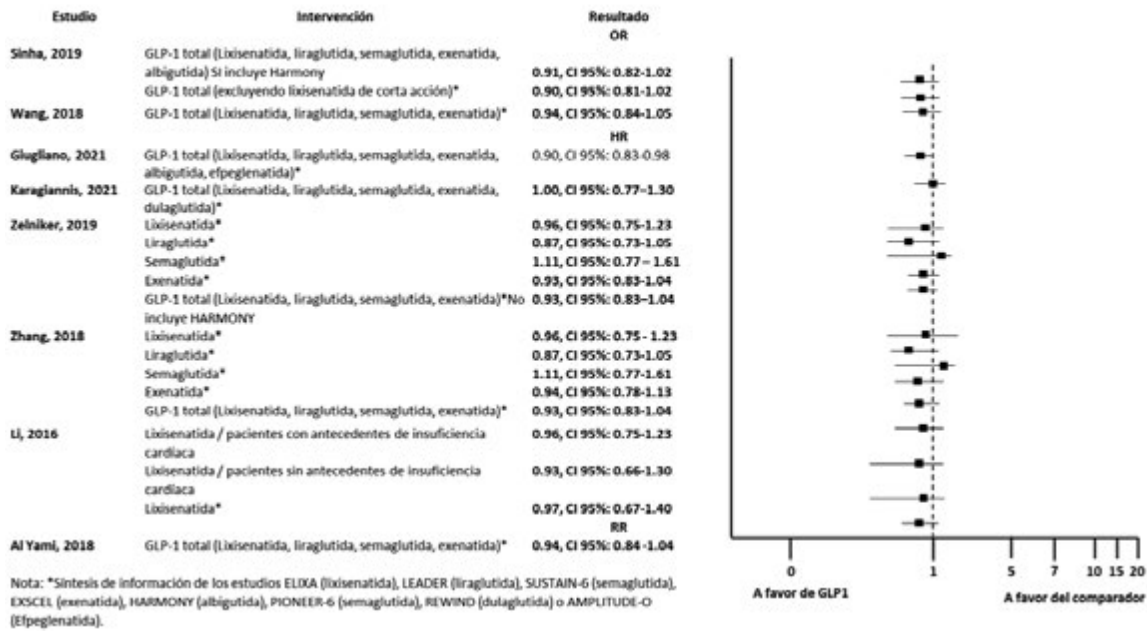 Estudio Intervención Resultado
OR
Sinha, 2019 GLP-1 total (Lixisenatida, liraglutida, semaglutida, exenatida,
albigutida) SI incluye Harmony 0.91, CI 95%: 0.82-1.02
GLP-1 total (excluyendo lixisenatida de corta acción)* 0.90, CI 95%: 0.81-1.02
Wang, 2018 GLP-1 total (Lixisenatida, liraglutida, semaglutida, exenatida)* 0.94, CI 95%: 0.84-1.05
HR
Giugliano, 2021 GLP-1 total (Lixisenatida, liraglutida, semaglutida, exenatida, 0.90, CI 95%: 0.83-0.98
albigutida, efpeglenatida)*
Karagiannis, 2021 GLP-1 total (Lixisenatida, liraglutida, semaglutida, exenatida, 1.00, CI 95%: 0.77–1.30
dulaglutida)*
Zelniker, 2019 Lixisenatida* 0.96, CI 95%: 0.75-1.23
Liraglutida* 0.87, CI 95%: 0.73-1.05
Semaglutida* 1.11, CI 95%: 0.77 – 1.61
Exenatida* 0.93, CI 95%: 0.83-1.04
GLP-1 total (Lixisenatida, liraglutida, semaglutida, exenatida)*No 0.93, CI 95%: 0.83–1.04
incluye HARMONY
Zhang, 2018 Lixisenatida* 0.96, CI 95%: 0.75 - 1.23
Liraglutida* 0.87, CI 95%: 0.73-1.05
Semaglutida* 1.11, CI 95%: 0.77-1.61
Exenatida* 0.94, CI 95%: 0.78-1.13
GLP-1 total (Lixisenatida, liraglutida, semaglutida, exenatida)* 0.93, CI 95%: 0.83-1.04
Li, 2016 Lixisenatida / pacientes con antecedentes de insuficiencia 0.96, CI 95%: 0.75-1.23
cardíaca
Lixisenatida / pacientes sin antecedentes de insuficiencia 0.93, CI 95%: 0.66-1.30
cardíaca
Lixisenatida* 0.97, CI 95%: 0.67-1.40
RR
Al Yami, 2018 GLP-1 total (Lixisenatida, liraglutida, semaglutida, exenatida)* 0.94, CI 95%: 0.84-1.04
0 1 5 7 10 15 20
A favor de GLP1 A favor del comparador
Nota: *Síntesis de información de los estudios ELIXA (lixisenatida), LEADER (liraglutida), SUSTAIN-6 (semaglutida),
EXSCEL (exenatida), HARMONY (albigutida), PIONEER-6 (semaglutida), REWIND (dulaglutida) o AMPLITUDE-O
(Efpeglenatida).